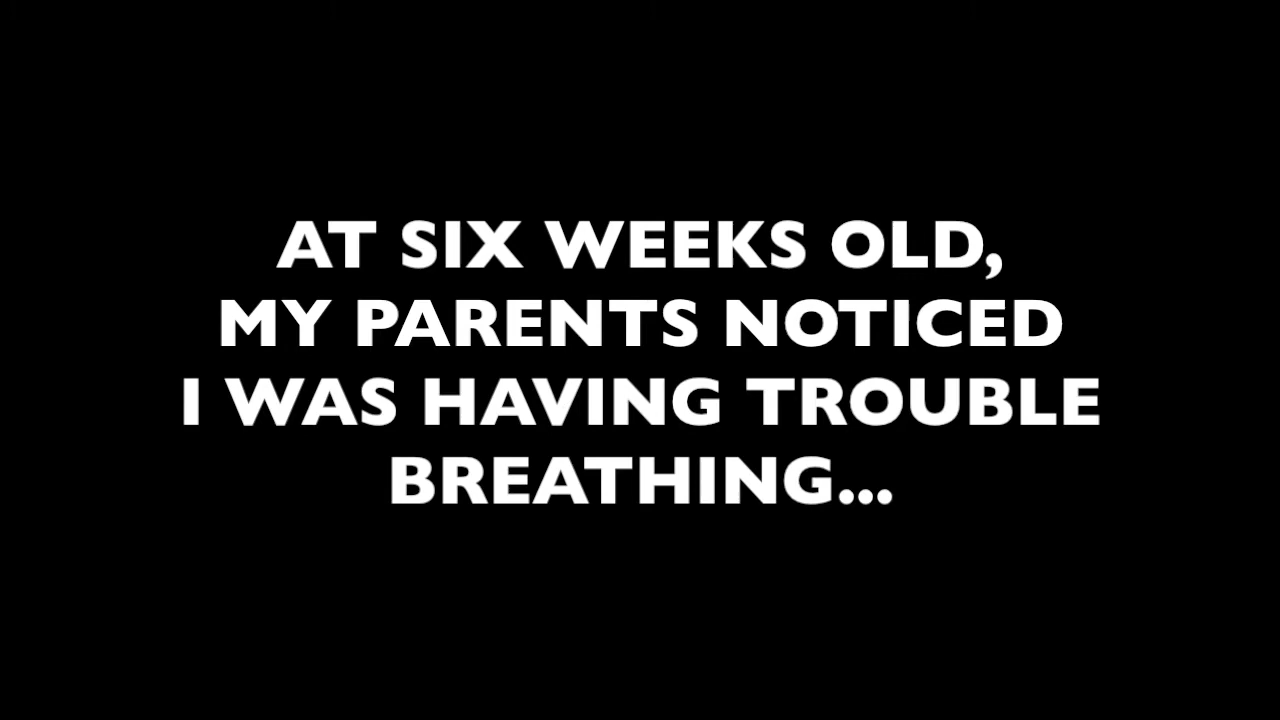 AT SIX WEEKS OLD,
MY PARENTS NOTICED
I WAS HAVING TROUBLE
BREATHING...